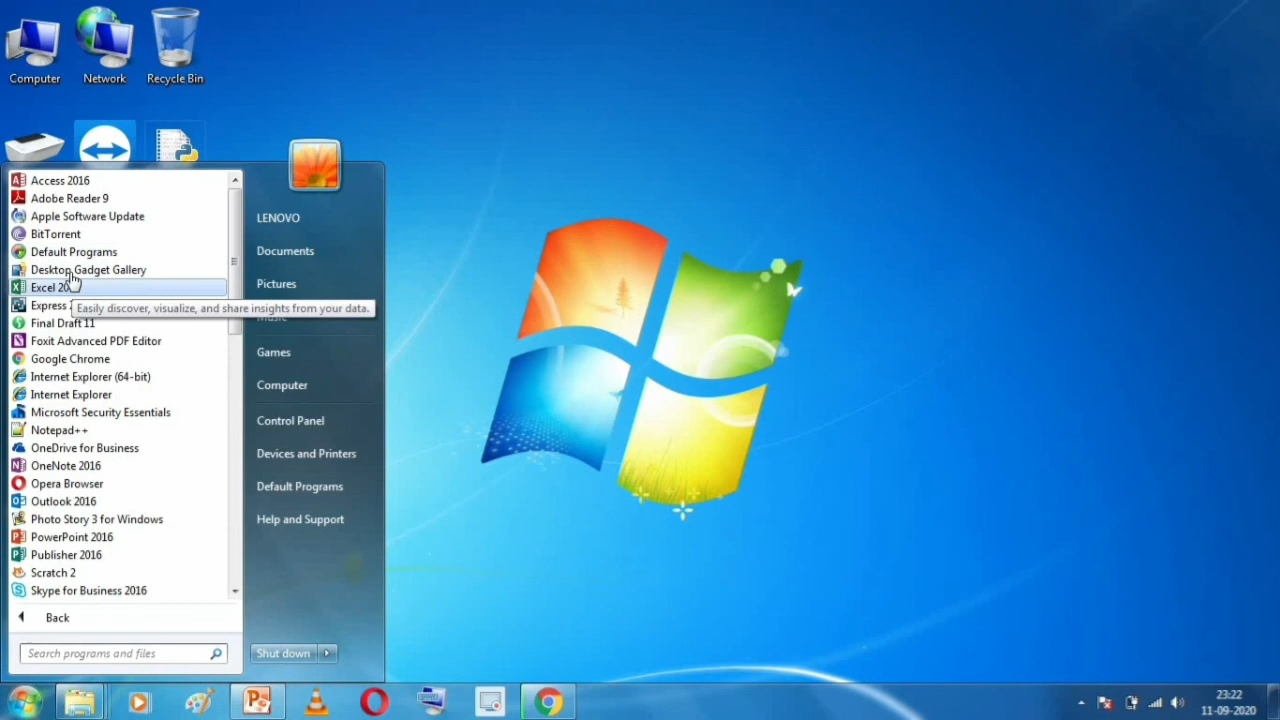 Computer
Network
Recycle Bin
Access 2016
Adobe Reader 9
Apple Software Update
BitTorrent
Default Programs
Desktop Gadget Gallery
Excel 20
Express
Easily discover, visualize, and share insights from your data.
Final Draft 11
Foxit Advanced PDF Editor
Google Chrome
Internet Explorer (64-bit)
Internet Explorer
Microsoft Security Essentials
Notepad++
OneDrive for Business
OneNote 2016
Opera Browser
Outlook 2016
Photo Story 3 for Windows
PowerPoint 2016
Publisher 2016
Scratch 2
Skype for Business 2016
Back
Search programs and files
LENOVO
Documents
Pictures
Music
Games
Computer
Control Panel
Devices and Printers
Default Programs
Help and Support
Shut down
23:22
11-09-2020